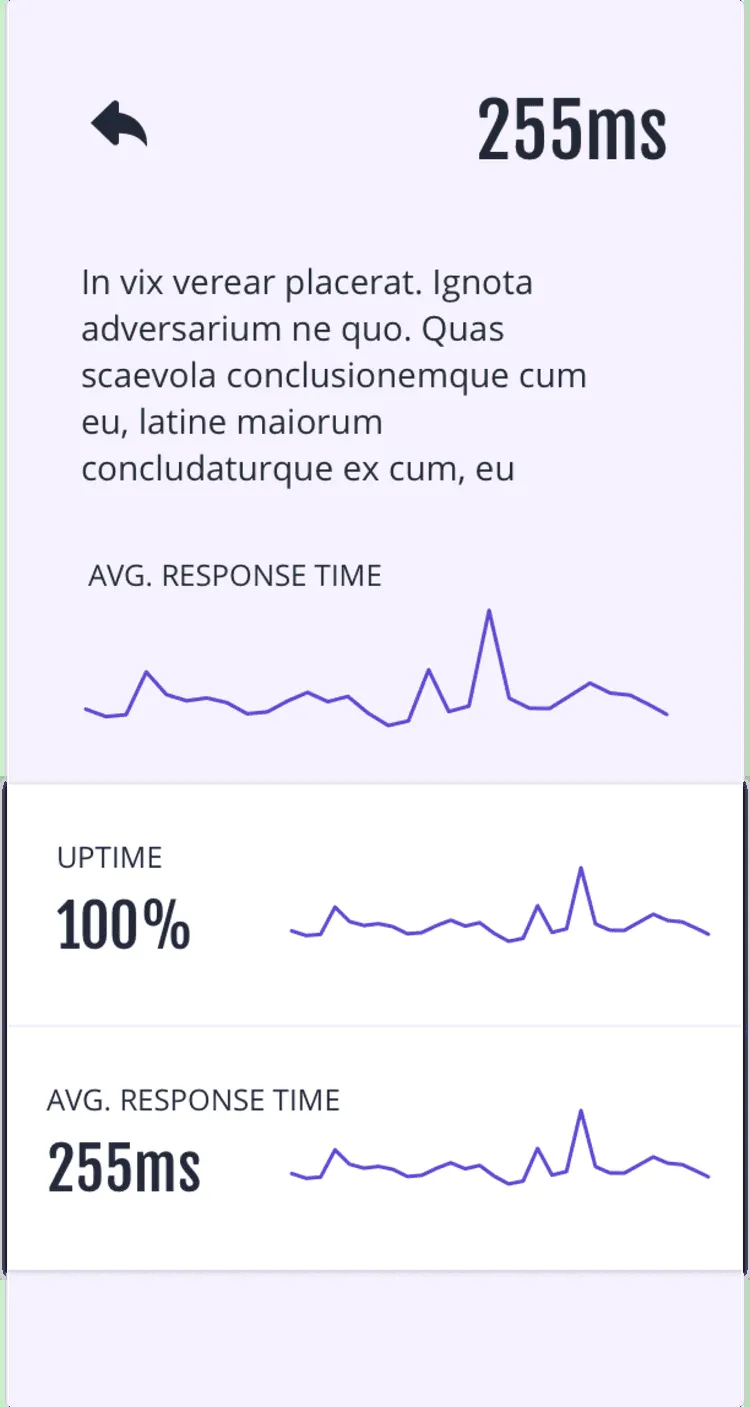 255ms
In vix verear placerat. Ignota
adversarium ne quo. Quas
scaevola conclusionemque cum
eu, latine maiorum
concludaturque ex cum, eu
AVG. RESPONSE TIME
UPTIME
100%
AVG. RESPONSE TIME
255ms